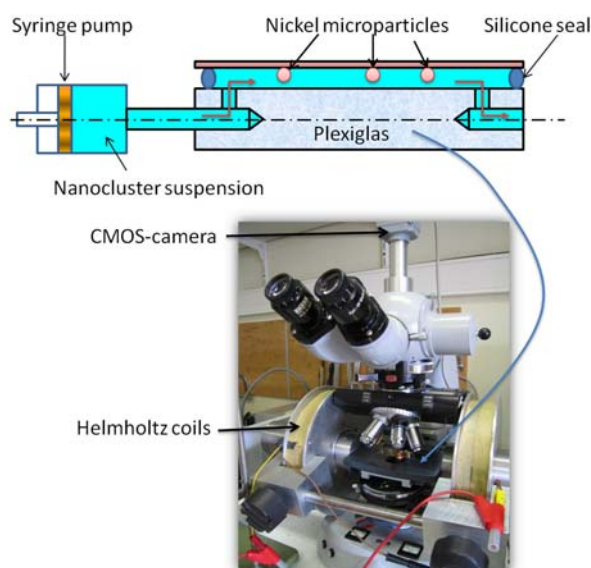 Syringe pump
Nickel microparticles
Silicone seal
Plexiglas
Nanocluster suspension
CMOS-camera
Helmholtz coils